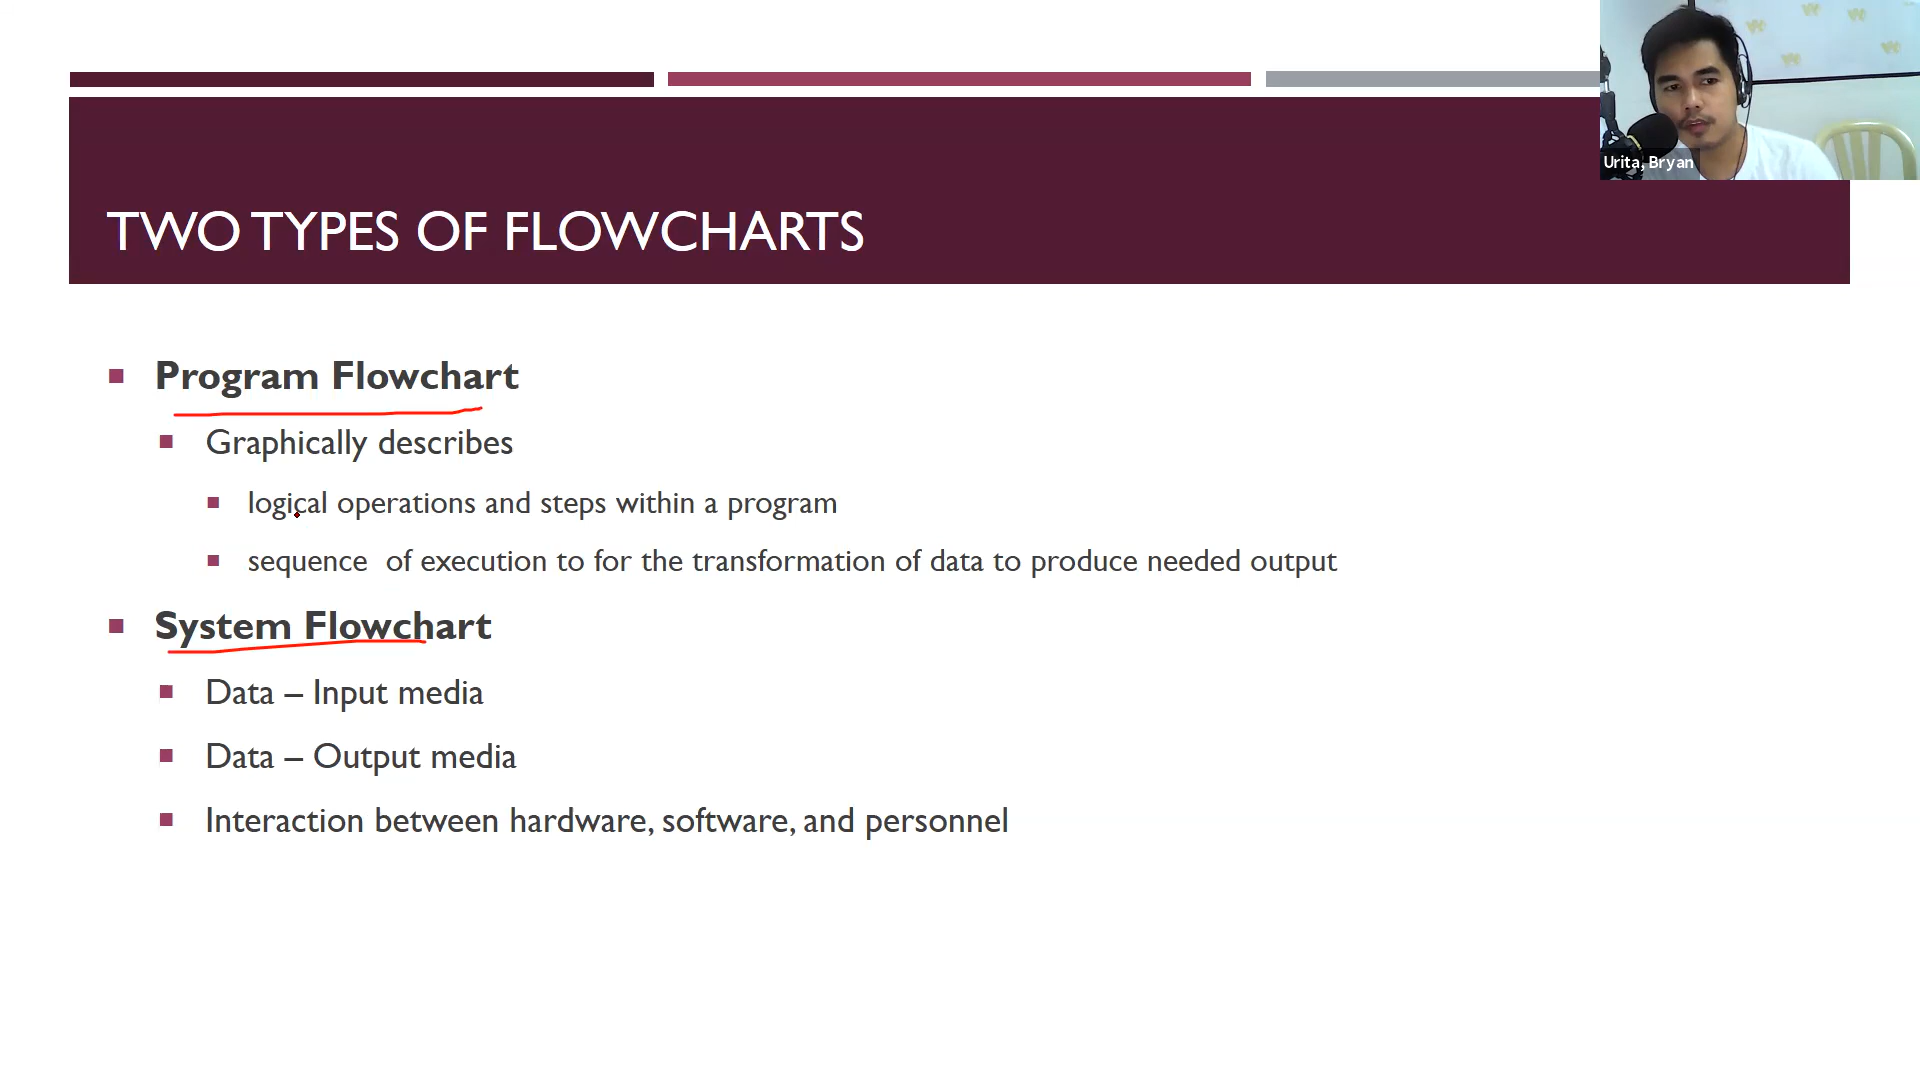 Urita, Bryan
TWO TYPES OF FLOWCHARTS
Program Flowchart
Graphically describes
logical operations and steps within a program
sequence  of execution to for the transformation of data to produce needed output
System Flowchart
Data – Input media
Data – Output media
Interaction between hardware, software, and personnel